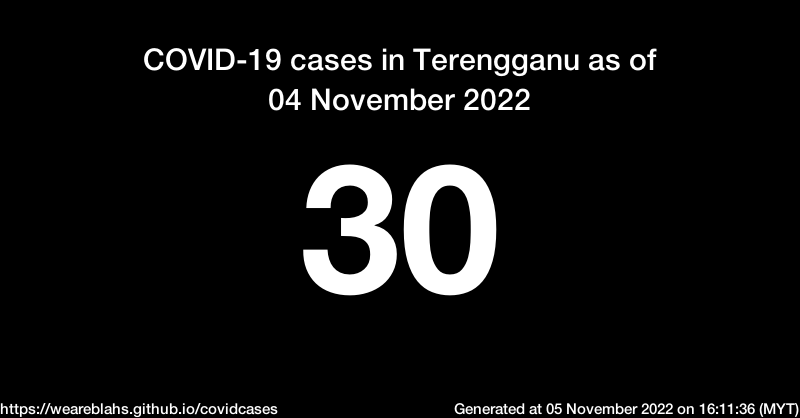 COVID-19 cases in Terengganu as of
04 November 2022
30
https://weareblahs.github.io/covidcases
Generated at 05 November 2022 on 16:11:36 (MYT)